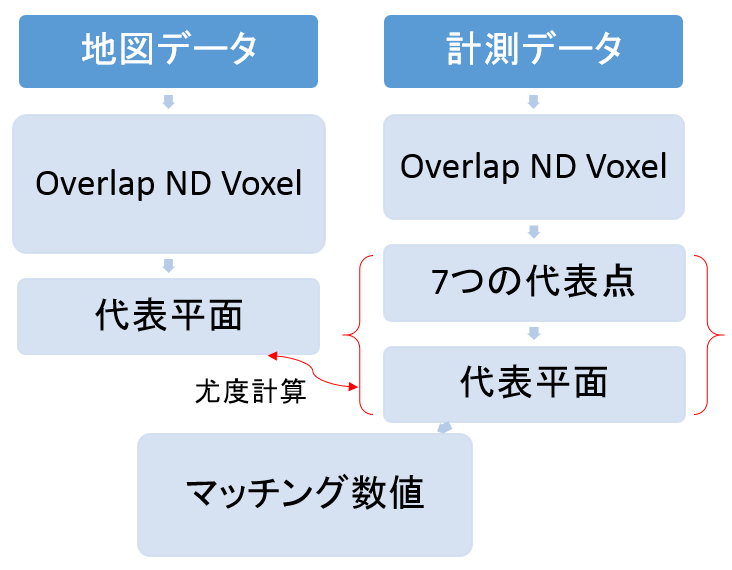 地図データ
計測データ
Overlap ND Voxel
Overlap ND Voxel
7つの代表点
代表平面
代表平面
尤度計算
マッチング数値